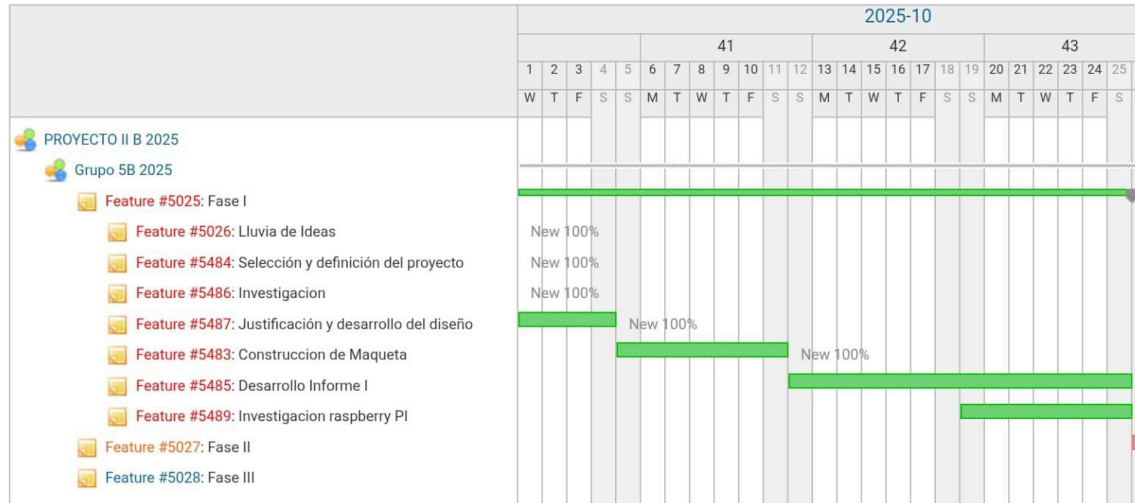 2025-10
41 42 43
1 2 3 4 5 6 7 8 9 10 11 12 13 14 15 16 17 18 19 20 21 22 23 24 25
W T F S S M T W T F S S M T W T F S S M T W T F S
PROYECTO II B 2025
Grupo 5B 2025
Feature #5025: Fase I
Feature #5026: Lluvia de Ideas New 100%
Feature #5484: Selección y definición del proyecto New 100%
Feature #5486: Investigacion New 100%
Feature #5487: Justificación y desarrollo del diseño New 100%
Feature #5483: Construccion de Maqueta New 100%
Feature #5485: Desarrollo Informe I
Feature #5489: Investigacion raspberry PI
Feature #5027: Fase II
Feature #5028: Fase III